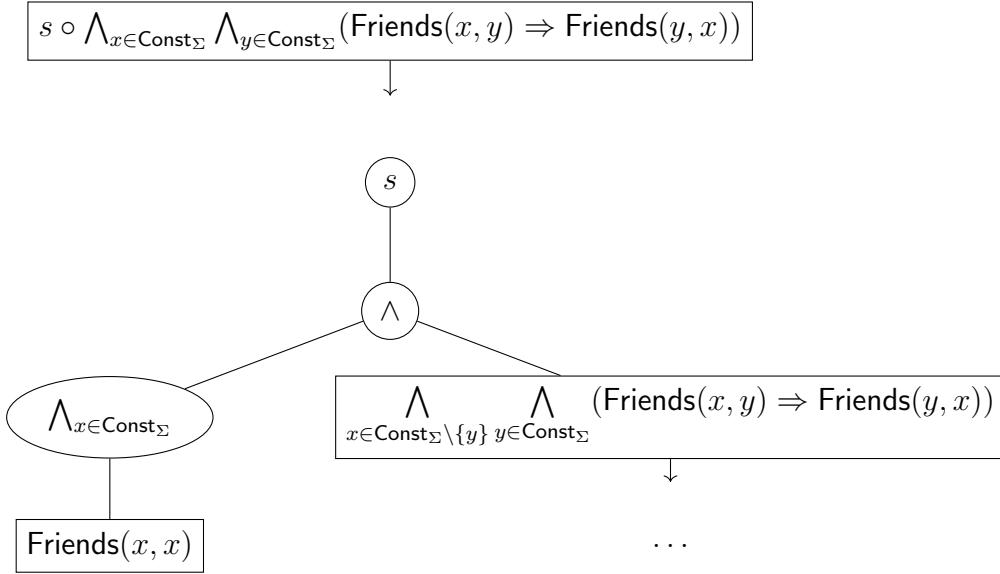 s ∘ ⋀_{x∈Const_Σ} ⋀_{y∈Const_Σ} (Friends(x, y) ⇒ Friends(y, x))
s
∧
⋀_{x∈Const_Σ}
⋀_{x∈Const_Σ\{y}} ⋀_{y∈Const_Σ} (Friends(x, y) ⇒ Friends(y, x))
Friends(x, x)
...